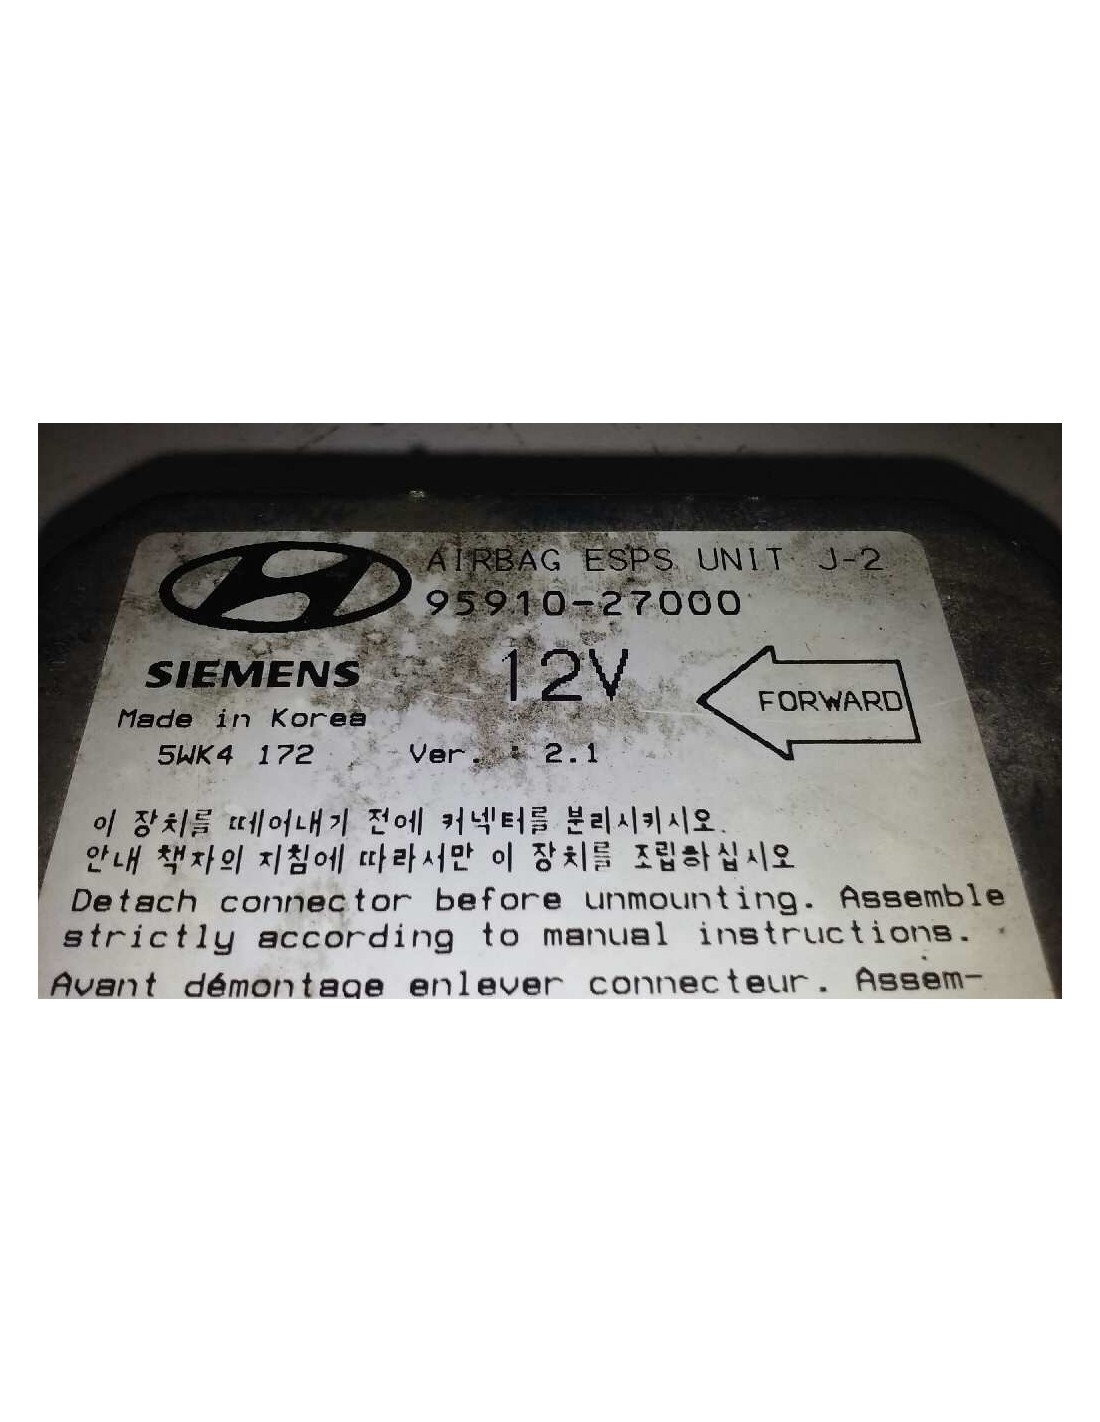 AIRBAG ESPS UNIT J-2
95910-27000
SIEMENS
12V
FORWARD
Made in Korea
5WK4 172 Ver. : 2.1
이 장치를 떼어내기 전에 커넥터를 분리시키시오.
안내 책자의 지침에 따라서만 이 장치를 조립하십시오
Detach connector before unmounting. Assemble
strictly according to manual instructions.
Avant démontage enlever connecteur. Assem-